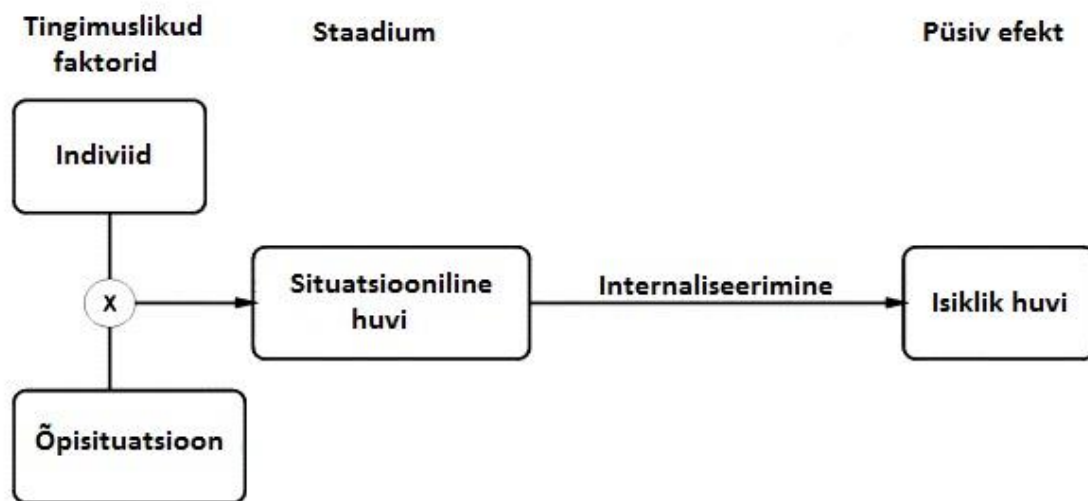 Tingimuslikud
faktorid
Staadium
Püsiv efekt
Indiviid
X
Situatsiooniline
huvi
Internaliseerimine
Isiklik huvi
Õpisituatsioon